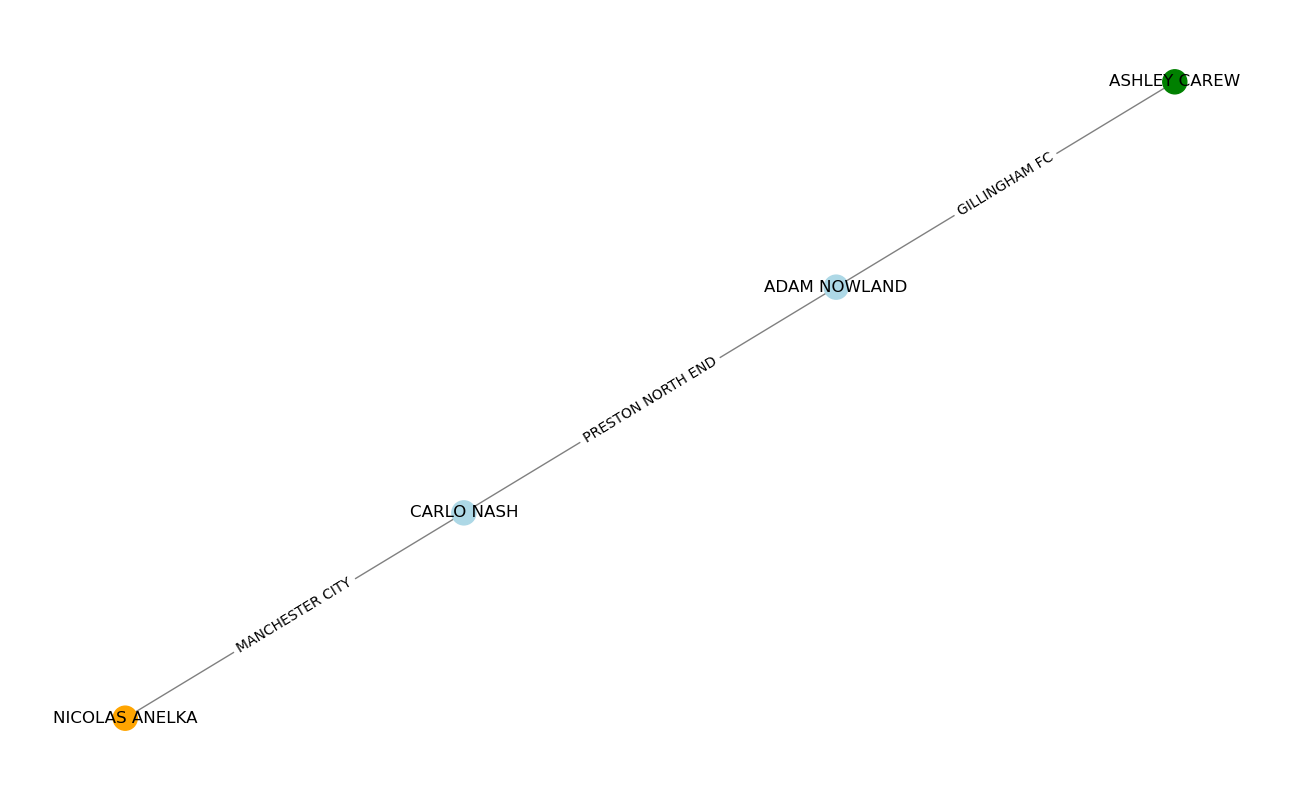 ASHLEY CAREW
GILLINGHAM FC
ADAM NOWLAND
PRESTON NORTH END
CARLO NASH
MANCHESTER CITY
NICOLAS ANELKA